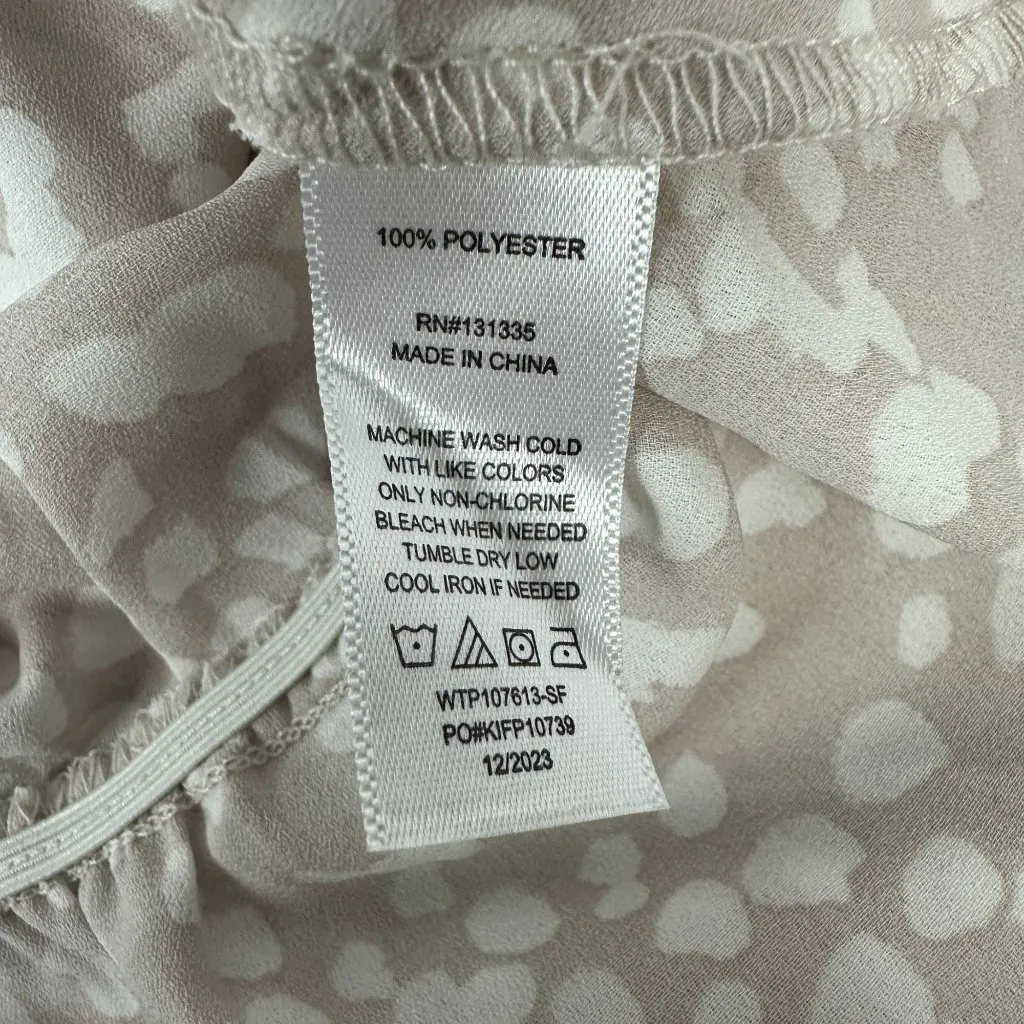 100% POLYESTER
RN#131335
MADE IN CHINA
MACHINE WASH COLD
WITH LIKE COLORS
ONLY NON-CHLORINE
BLEACH WHEN NEEDED
TUMBLE DRY LOW
COOL IRON IF NEEDED
WTP107613-SF
PO#KIFP10739
12/2023